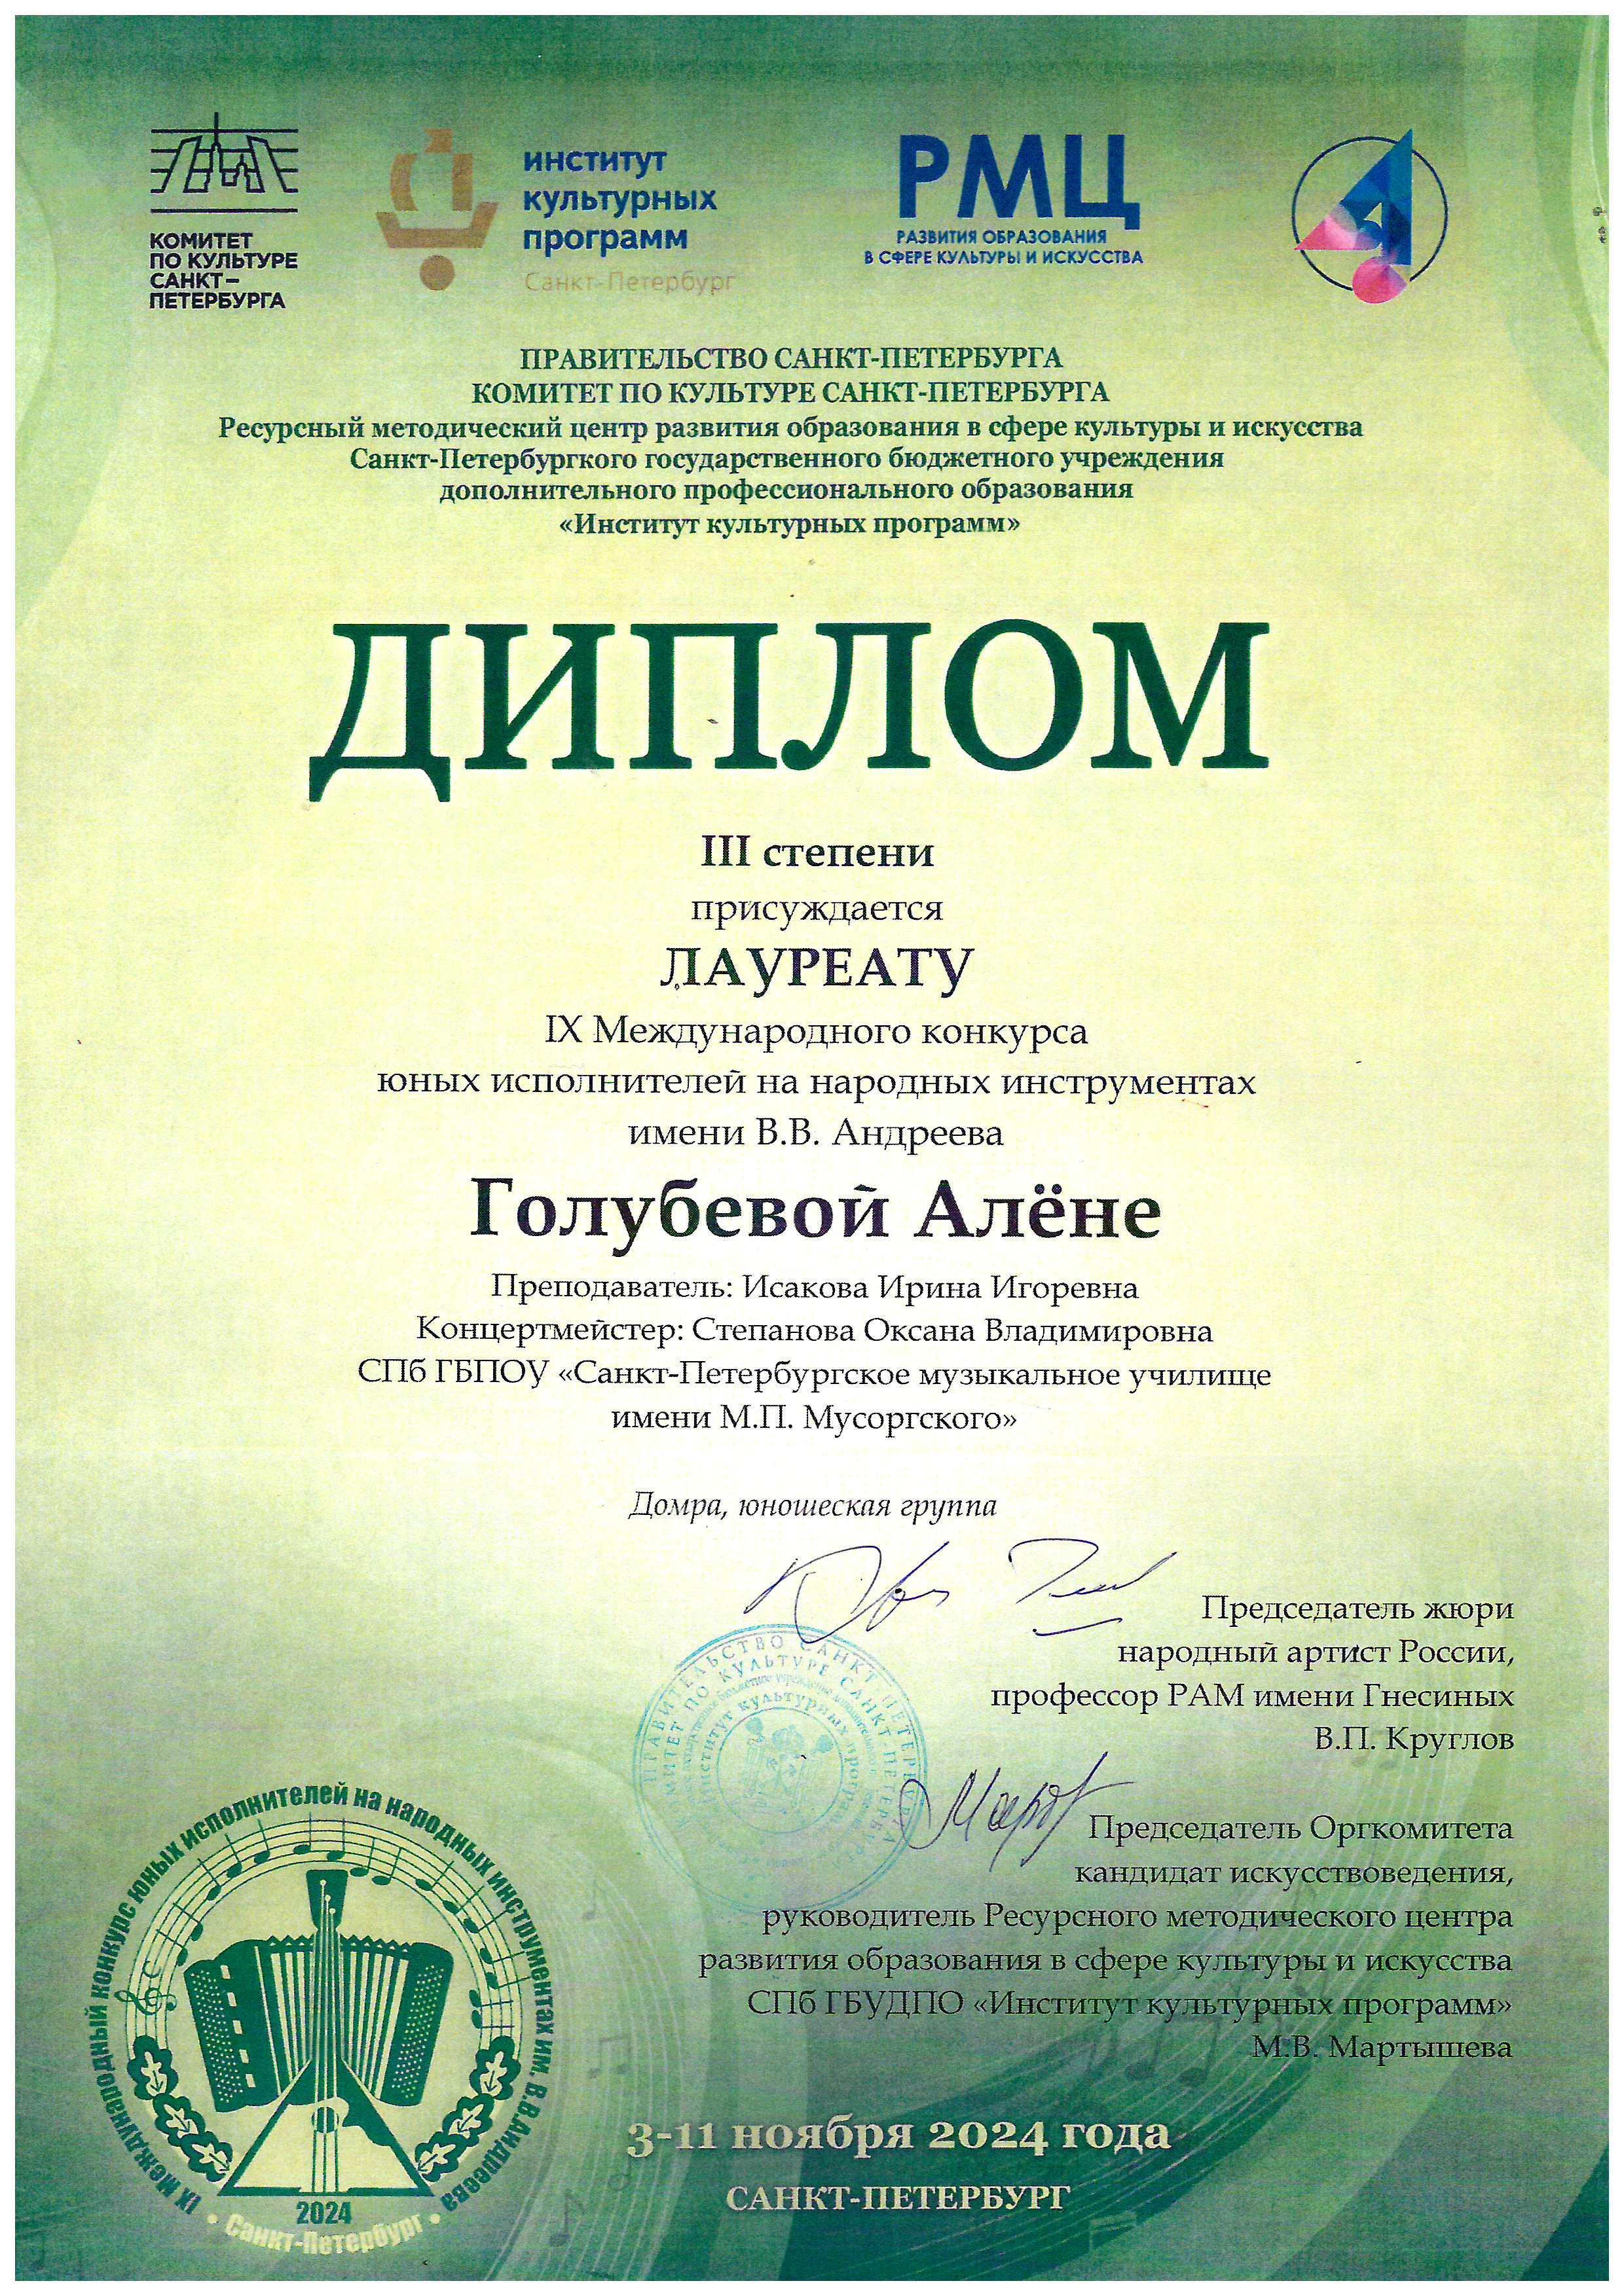 КОМИТЕТ
ПО КУЛЬТУРЕ
САНКТ–
ПЕТЕРБУРГА
институт
культурных
программ
Санкт-Петербург
РМЦ
РАЗВИТИЯ ОБРАЗОВАНИЯ
В СФЕРЕ КУЛЬТУРЫ И ИСКУССТВА
ПРАВИТЕЛЬСТВО САНКТ-ПЕТЕРБУРГА
КОМИТЕТ ПО КУЛЬТУРЕ САНКТ-ПЕТЕРБУРГА
Ресурсный методический центр развития образования в сфере культуры и искусства
Санкт-Петербургкого государственного бюджетного учреждения
дополнительного профессионального образования
«Институт культурных программ»
ДИПЛОМ
III степени
присуждается
ЛАУРЕАТУ
IX Международного конкурса
юных исполнителей на народных инструментах
имени В.В. Андреева
Голубевой Алёне
Преподаватель: Исакова Ирина Игоревна
Концертмейстер: Степанова Оксана Владимировна
СПб ГБПОУ «Санкт-Петербургское музыкальное училище
имени М.П. Мусоргского»
Домра, юношеская группа
Председатель жюри
народный артист России,
профессор РАМ имени Гнесиных
В.П. Круглов
Председатель Оргкомитета
кандидат искусствоведения,
руководитель Ресурсного методического центра
развития образования в сфере культуры и искусства
СПб ГБУДПО «Институт культурных программ»
М.В. Мартышева
IX Международный конкурс юных исполнителей на народных инструментах им. В.В.Андреева
2024
• Санкт-Петербург •
3-11 ноября 2024 года
САНКТ-ПЕТЕРБУРГ